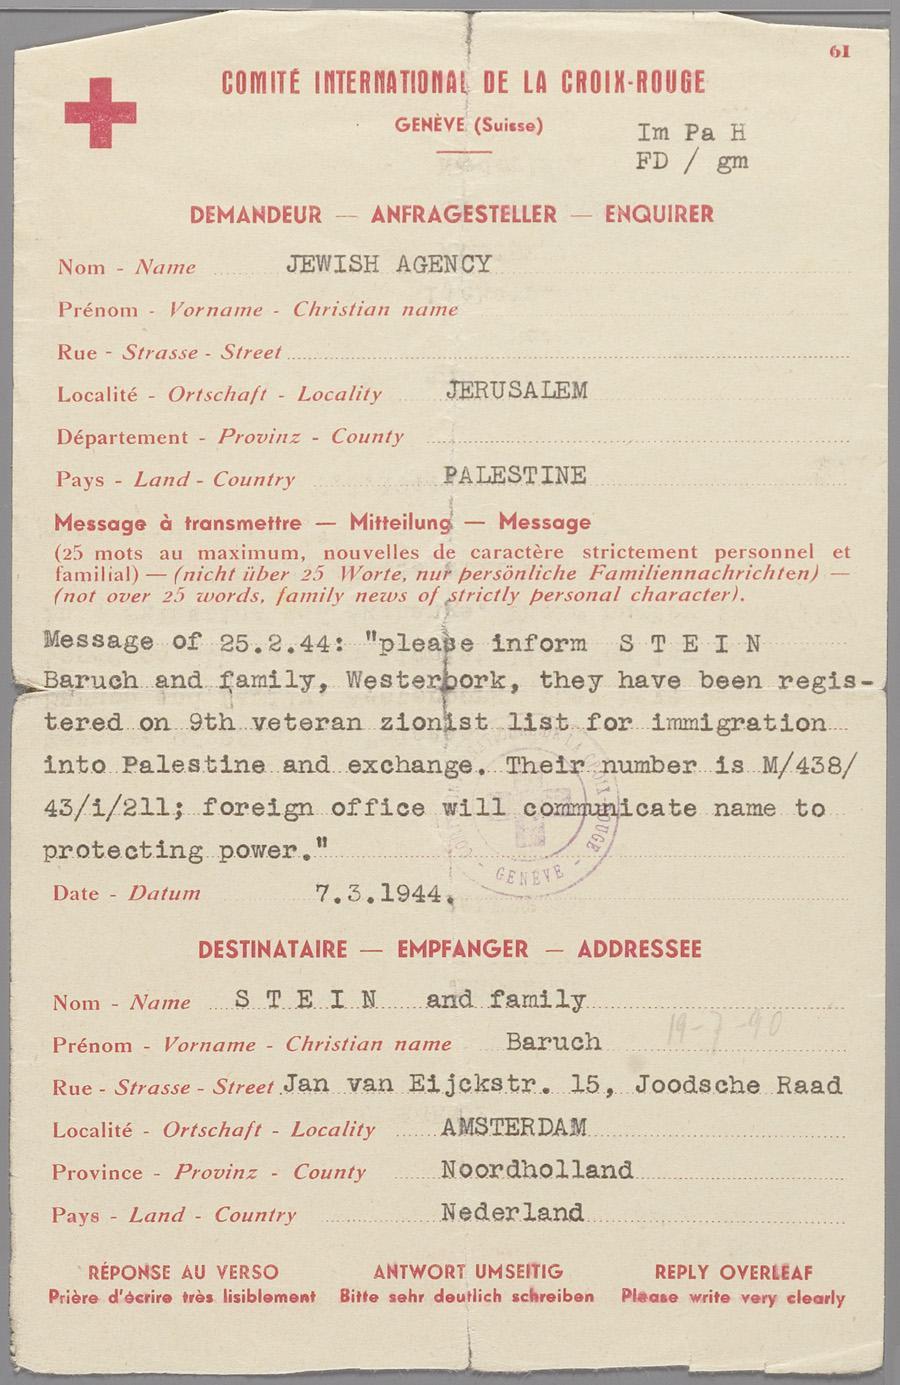 61
COMITÉ INTERNATIONAL DE LA CROIX-ROUGE
GENÈVE (Suisse)
Im Pa H
FD / gm
DEMANDEUR — ANFRAGESTELLER — ENQUIRER
Nom - Name JEWISH AGENCY
Prénom - Vorname - Christian name
Rue - Strasse - Street
Localité - Ortschaft - Locality JERUSALEM
Département - Provinz - County
Pays - Land - Country PALESTINE
Message à transmettre — Mitteilung — Message
(25 mots au maximum, nouvelles de caractère strictement personnel et
familial) — (nicht über 25 Worte, nur persönliche Familiennachrichten) —
(not over 25 words, family news of strictly personal character).
Message of 25.2.44: "please inform S T E I N
Baruch and family, Westerbork, they have been regis-
tered on 9th veteran zionist list for immigration
into Palestine and exchange. Their number is M/438/
43/i/211; foreign office will communicate name to
protecting power."
GENÈVE
Date - Datum 7.3.1944.
DESTINATAIRE — EMPFANGER — ADDRESSEE
Nom - Name S T E I N and family
Prénom - Vorname - Christian name Baruch
19-7-90
Rue - Strasse - Street Jan van Eijckstr. 15, Joodsche Raad
Localité - Ortschaft - Locality AMSTERDAM
Province - Provinz - County Noordholland
Pays - Land - Country Nederland
RÉPONSE AU VERSO ANTWORT UMSEITIG REPLY OVERLEAF
Prière d'écrire très lisiblement Bitte sehr deutlich schreiben Please write very clearly